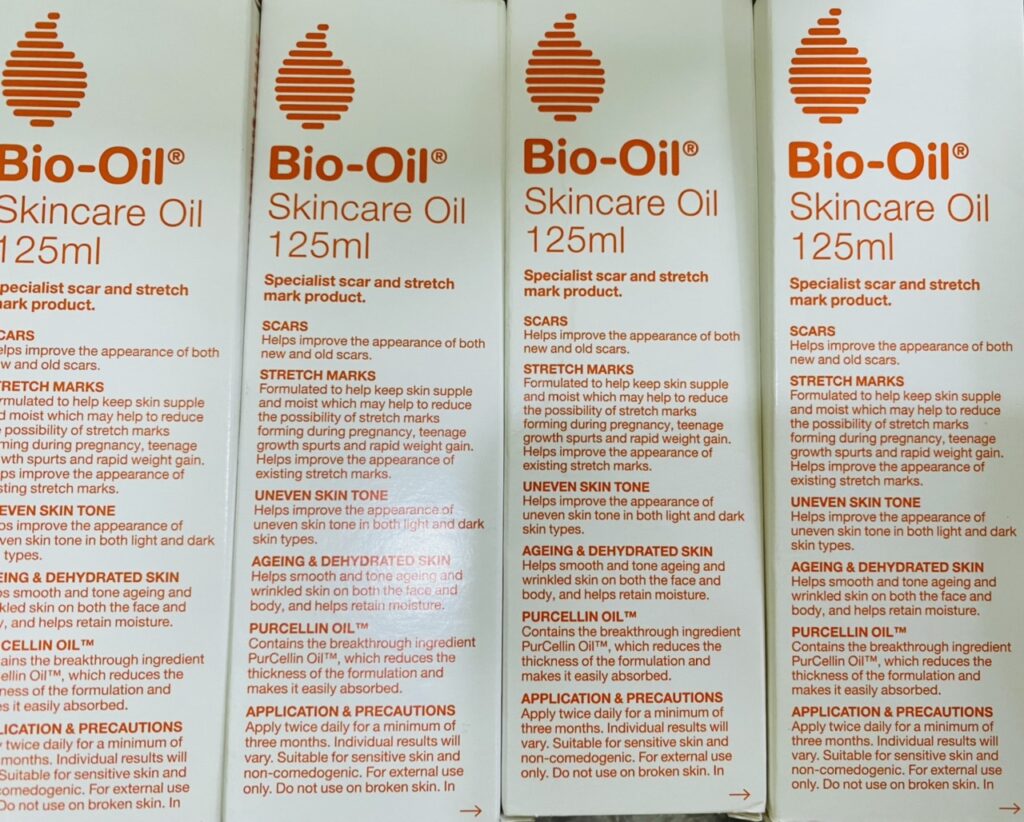 Bio-Oil®
Skincare Oil
125ml
pecialist scar and stretch
ark product.
CARS
elps improve the appearance of both
w and old scars.
TRETCH MARKS
rmulated to help keep skin supple
d moist which may help to reduce
possibility of stretch marks
ming during pregnancy, teenage
wth spurts and rapid weight gain.
ps improve the appearance of
sting stretch marks.
EVEN SKIN TONE
ps improve the appearance of
ven skin tone in both light and dark
types.
EING & DEHYDRATED SKIN
ps smooth and tone ageing and
kled skin on both the face and
y, and helps retain moisture.
CELLIN OIL™
ains the breakthrough ingredient
ellin Oil™, which reduces the
ness of the formulation and
es it easily absorbed.
LICATION & PRECAUTIONS
twice daily for a minimum of
months. Individual results will
Suitable for sensitive skin and
comedogenic. For external use
Do not use on broken skin. In
Bio-Oil®
Skincare Oil
125ml
Specialist scar and stretch
mark product.
SCARS
Helps improve the appearance of both
new and old scars.
STRETCH MARKS
Formulated to help keep skin supple
and moist which may help to reduce
the possibility of stretch marks
forming during pregnancy, teenage
growth spurts and rapid weight gain.
Helps improve the appearance of
existing stretch marks.
UNEVEN SKIN TONE
Helps improve the appearance of
uneven skin tone in both light and dark
skin types.
AGEING & DEHYDRATED SKIN
Helps smooth and tone ageing and
wrinkled skin on both the face and
body, and helps retain moisture.
PURCELLIN OIL™
Contains the breakthrough ingredient
PurCellin Oil™, which reduces the
thickness of the formulation and
makes it easily absorbed.
APPLICATION & PRECAUTIONS
Apply twice daily for a minimum of
three months. Individual results will
vary. Suitable for sensitive skin and
non-comedogenic. For external use
only. Do not use on broken skin. In
Bio-Oil®
Skincare Oil
125ml
Specialist scar and stretch
mark product.
SCARS
Helps improve the appearance of both
new and old scars.
STRETCH MARKS
Formulated to help keep skin supple
and moist which may help to reduce
the possibility of stretch marks
forming during pregnancy, teenage
growth spurts and rapid weight gain.
Helps improve the appearance of
existing stretch marks.
UNEVEN SKIN TONE
Helps improve the appearance of
uneven skin tone in both light and dark
skin types.
AGEING & DEHYDRATED SKIN
Helps smooth and tone ageing and
wrinkled skin on both the face and
body, and helps retain moisture.
PURCELLIN OIL™
Contains the breakthrough ingredient
PurCellin Oil™, which reduces the
thickness of the formulation and
makes it easily absorbed.
APPLICATION & PRECAUTIONS
Apply twice daily for a minimum of
three months. Individual results will
vary. Suitable for sensitive skin and
non-comedogenic. For external use
only. Do not use on broken skin. In
Bio-Oil®
Skincare Oil
125ml
Specialist scar and stretch
mark product.
SCARS
Helps improve the appearance of both
new and old scars.
STRETCH MARKS
Formulated to help keep skin supple
and moist which may help to reduce
the possibility of stretch marks
forming during pregnancy, teenage
growth spurts and rapid weight gain.
Helps improve the appearance of
existing stretch marks.
UNEVEN SKIN TONE
Helps improve the appearance of
uneven skin tone in both light and dark
skin types.
AGEING & DEHYDRATED SKIN
Helps smooth and tone ageing and
wrinkled skin on both the face and
body, and helps retain moisture.
PURCELLIN OIL™
Contains the breakthrough ingredient
PurCellin Oil™, which reduces the
thickness of the formulation and
makes it easily absorbed.
APPLICATION & PRECAUTIONS
Apply twice daily for a minimum of
three months. Individual results will
vary. Suitable for sensitive skin and
non-comedogenic. For external use
only. Do not use on broken skin. In